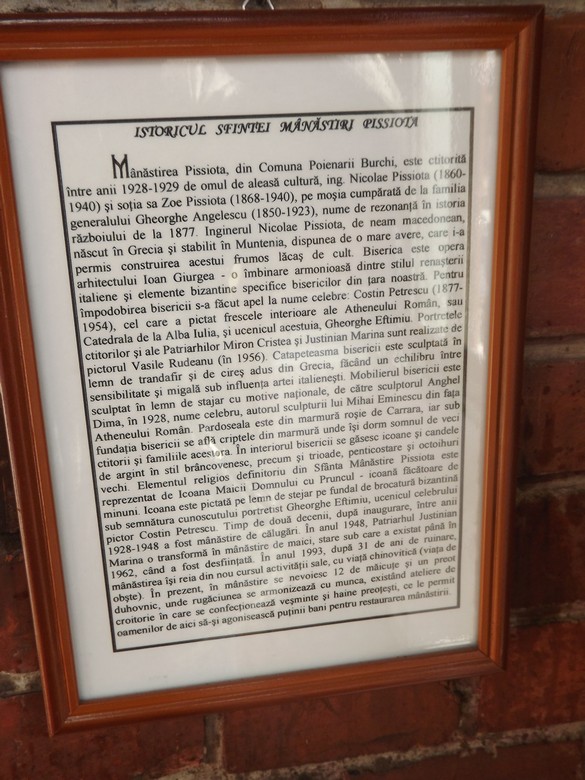 ISTORICUL SFINTEI MÂNĂSTIRI PISSIOTA
Mânăstirea Pissiota, din Comuna Poienarii Burchi, este ctitorită
între anii 1928-1929 de omul de aleasă cultură, ing. Nicolae Pissiota (1860-
1940) şi soţia sa Zoe Pissiota (1868-1940), pe moşia cumpărată de la familia
generalului Gheorghe Angelescu (1850-1923), nume de rezonanţă în istoria
războiului de la 1877. Inginerul Nicolae Pissiota, de neam macedonean,
născut în Grecia şi stabilit în Muntenia, dispunea de o mare avere, care i-a
permis construirea acestui frumos lăcaş de cult. Biserica este opera
arhitectului Ioan Giurgea - o îmbinare armonioasă dintre stilul renaşterii
italiene şi elemente bizantine specifice bisericilor din ţara noastră. Pentru
împodobirea bisericii s-a făcut apel la nume celebre: Costin Petrescu (1877-
1954), cel care a pictat frescele interioare ale Atheneului Român, sau
Catedrala de la Alba Iulia, şi ucenicul acestuia, Gheorghe Eftimiu. Portretele
ctitorilor şi ale Patriarhilor Miron Cristea şi Justinian Marina sunt realizate de
pictorul Vasile Rudeanu (în 1956). Catapeteasma bisericii este sculptată în
lemn de trandafir şi de cireş adus din Grecia, făcând un echilibru între
sensibilitate şi migală sub influenţa artei italieneşti. Mobilierul bisericii este
sculptat în lemn de stejar cu motive naţionale, de către sculptorul Anghel
Dima, în 1928, nume celebru, autorul sculpturii lui Mihai Eminescu din faţa
Atheneului Român. Pardoseala este din marmură roşie de Carrara, iar sub
fundaţia bisericii se află criptele din marmură unde îşi dorm somnul de veci
ctitorii şi familiile acestora. În interiorul bisericii se găsesc icoane şi candele
de argint în stil brâncovenesc, precum şi trioade, penticostare şi octoihuri
vechi. Elementul religios definitoriu din Sfânta Mânăstire Pissiota este
reprezentat de Icoana Maicii Domnului cu Pruncul - icoană făcătoare de
minuni. Icoana este pictată pe lemn de stejar pe fundal de brocatură bizantină
sub semnătura cunoscutului portretist Gheorghe Eftimiu, ucenicul celebrului
pictor Costin Petrescu. Timp de două decenii, după inaugurare, între anii
1928-1948 a fost mânăstire de călugări. În anul 1948, Patriarhul Justinian
Marina o transformă în mânăstire de maici, stare sub care a existat până în
1962, când a fost desfiinţată. În anul 1993, după 31 de ani de ruinare,
mânăstirea îşi reia din nou cursul activităţii sale, cu viaţă chinovitică (viaţa de
obşte). În prezent, în mânăstire se nevoiesc 12 de măicuţe şi un preot
duhovnic, unde rugăciunea se armonizează cu munca, existând ateliere de
croitorie în care se confecţionează veşminte şi haine preoţeşti, ce le permit
oamenilor de aici să-şi agonisească puţinii bani pentru restaurarea mânăstirii.